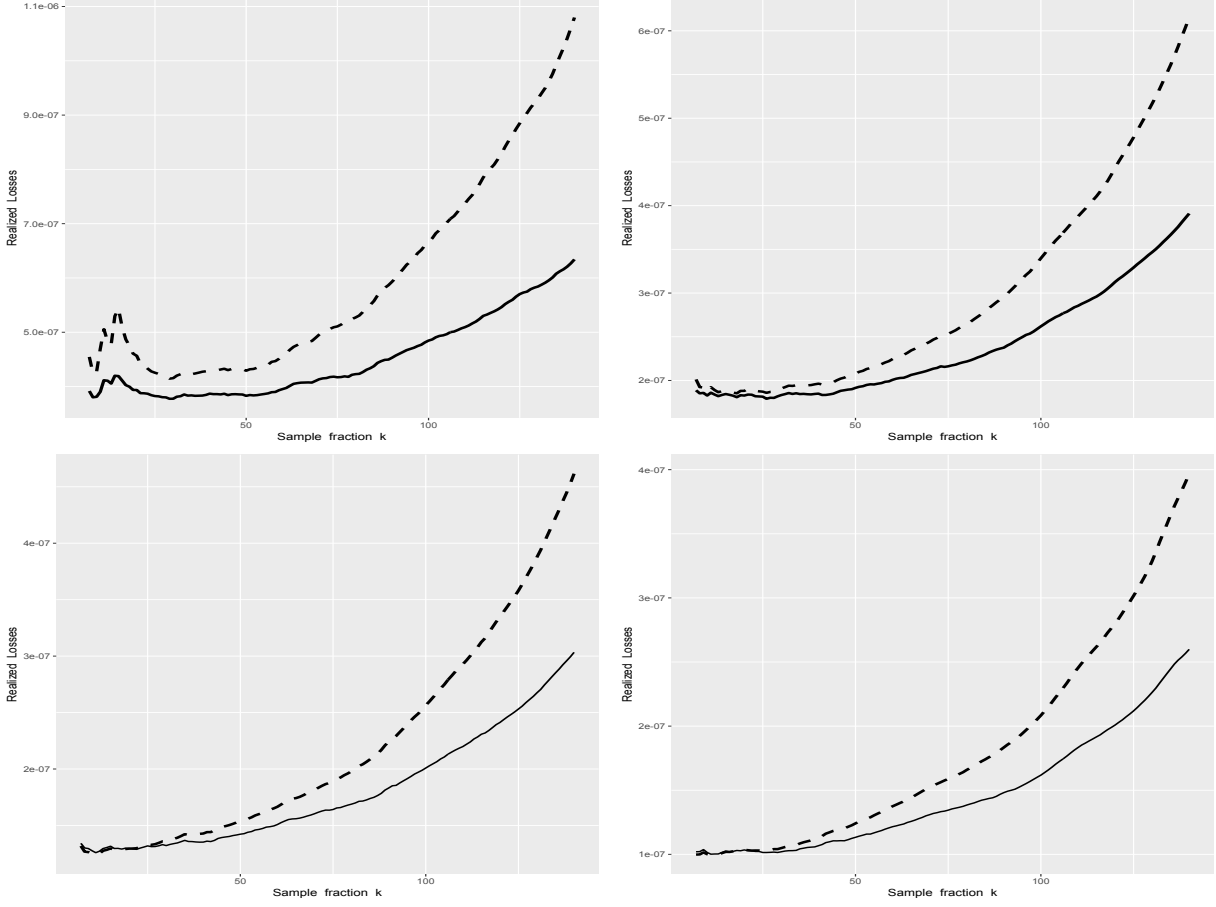 1.1e-06
9.0e-07
7.0e-07
5.0e-07
Realized Losses
50
100
Sample fraction k
6e-07
5e-07
4e-07
3e-07
2e-07
Realized Losses
50
100
Sample fraction k
4e-07
3e-07
2e-07
Realized Losses
50
100
Sample fraction k
4e-07
3e-07
2e-07
1e-07
Realized Losses
50
100
Sample fraction k